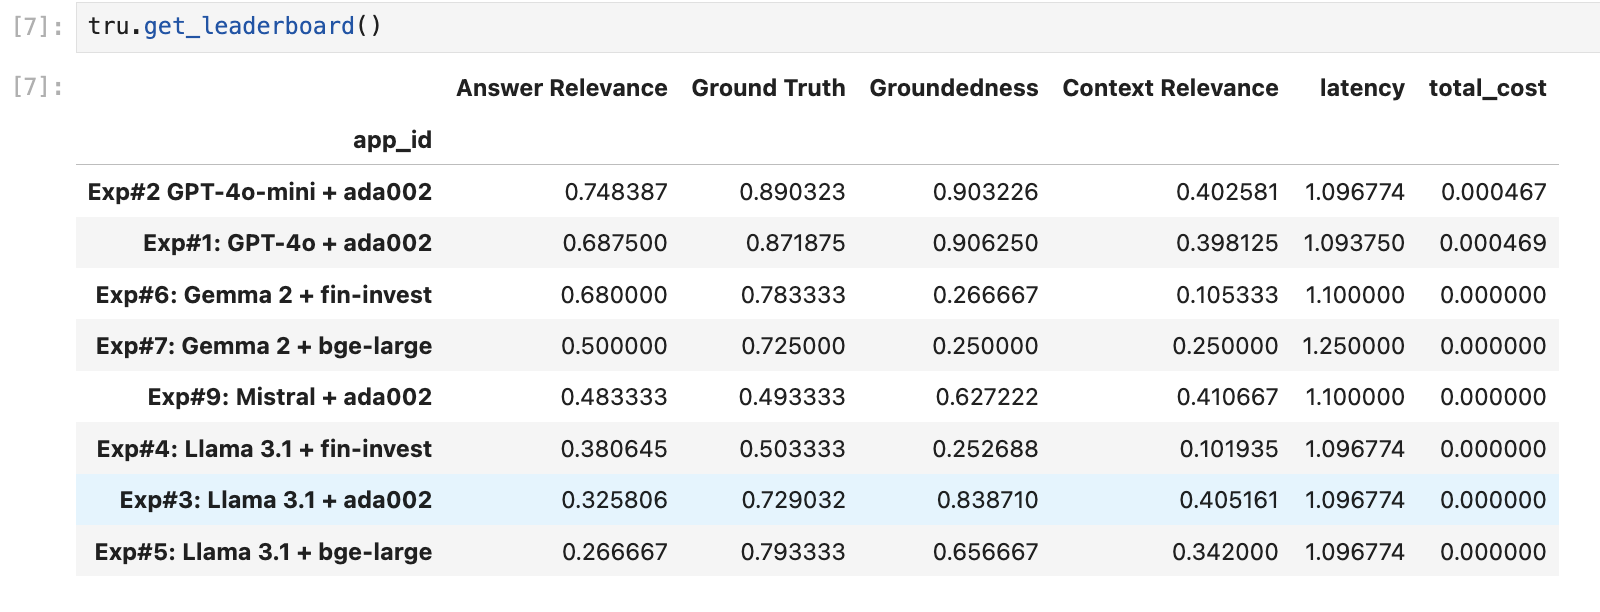 [7]: tru.get_leaderboard()
[7]: Answer Relevance Ground Truth Groundedness Context Relevance latency total_cost
app_id
Exp#2 GPT-4o-mini + ada002 0.748387 0.890323 0.903226 0.402581 1.096774 0.000467
Exp#1: GPT-4o + ada002 0.687500 0.871875 0.906250 0.398125 1.093750 0.000469
Exp#6: Gemma 2 + fin-invest 0.680000 0.783333 0.266667 0.105333 1.100000 0.000000
Exp#7: Gemma 2 + bge-large 0.500000 0.725000 0.250000 0.250000 1.250000 0.000000
Exp#9: Mistral + ada002 0.483333 0.493333 0.627222 0.410667 1.100000 0.000000
Exp#4: Llama 3.1 + fin-invest 0.380645 0.503333 0.252688 0.101935 1.096774 0.000000
Exp#3: Llama 3.1 + ada002 0.325806 0.729032 0.838710 0.405161 1.096774 0.000000
Exp#5: Llama 3.1 + bge-large 0.266667 0.793333 0.656667 0.342000 1.096774 0.000000